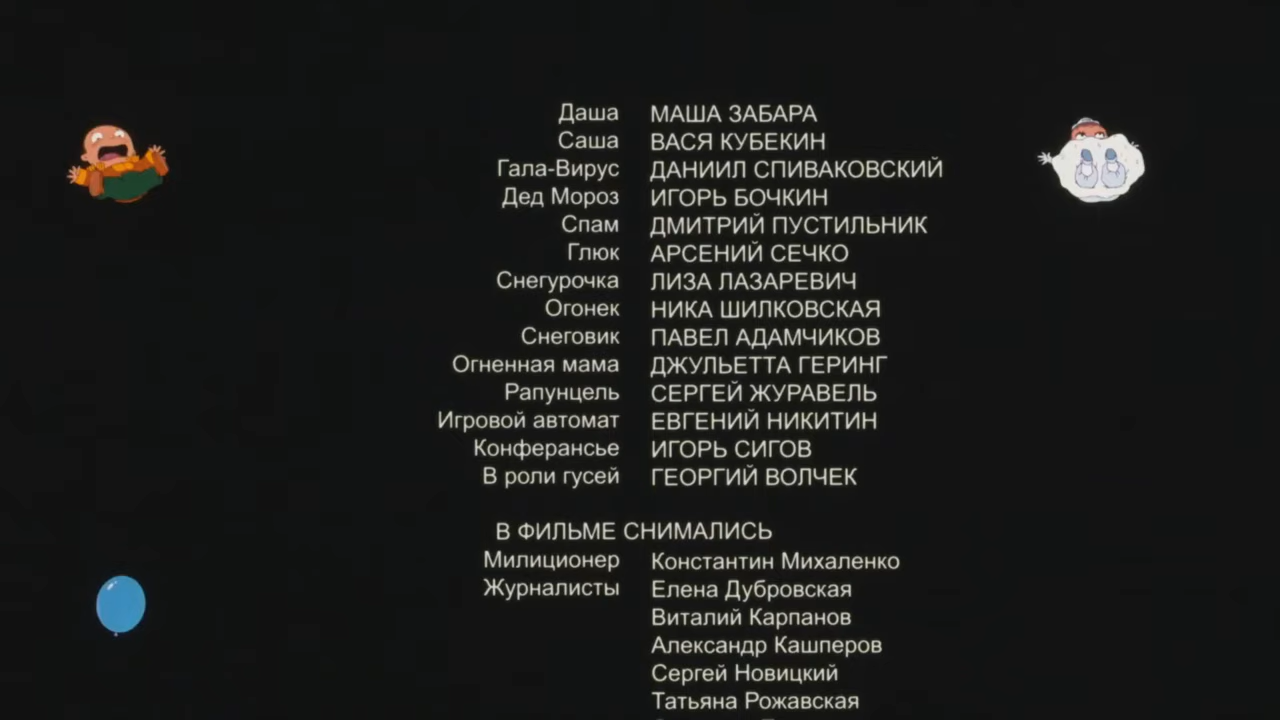 Даша МАША ЗАБАРА
Саша ВАСЯ КУБЕКИН
Гала-Вирус ДАНИИЛ СПИВАКОВСКИЙ
Дед Мороз ИГОРЬ БОЧКИН
Спам ДМИТРИЙ ПУСТИЛЬНИК
Глюк АРСЕНИЙ СЕЧКО
Снегурочка ЛИЗА ЛАЗАРЕВИЧ
Огонек НИКА ШИЛКОВСКАЯ
Снеговик ПАВЕЛ АДАМЧИКОВ
Огненная мама ДЖУЛЬЕТТА ГЕРИНГ
Рапунцель СЕРГЕЙ ЖУРАВЕЛЬ
Игровой автомат ЕВГЕНИЙ НИКИТИН
Конферансье ИГОРЬ СИГОВ
В роли гусей ГЕОРГИЙ ВОЛЧЕК
В ФИЛЬМЕ СНИМАЛИСЬ
Милиционер Константин Михаленко
Журналисты Елена Дубровская
Виталий Карпанов
Александр Кашперов
Сергей Новицкий
Татьяна Рожавская